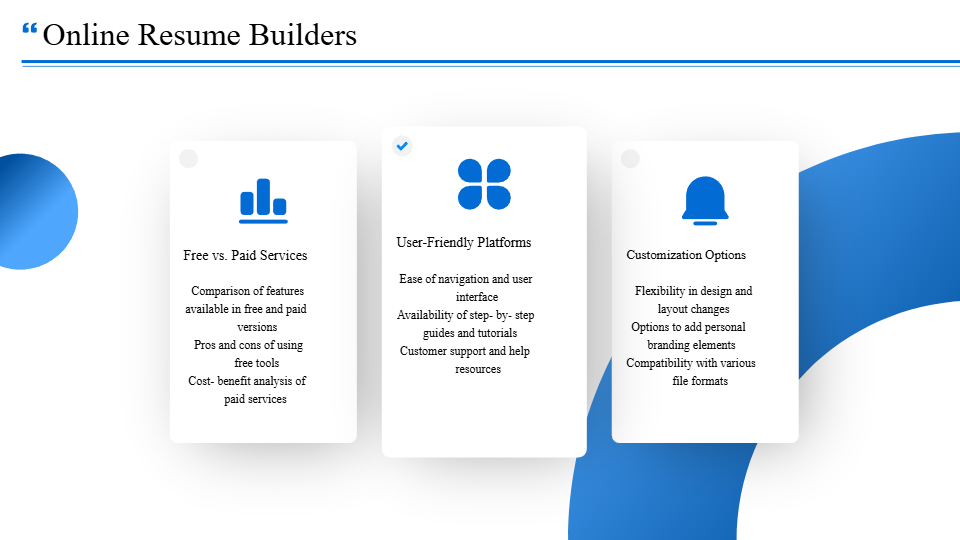 ❝ Online Resume Builders
Free vs. Paid Services
Comparison of features
available in free and paid
versions
Pros and cons of using
free tools
Cost- benefit analysis of
paid services
User-Friendly Platforms
Ease of navigation and user
interface
Availability of step- by- step
guides and tutorials
Customer support and help
resources
Customization Options
Flexibility in design and
layout changes
Options to add personal
branding elements
Compatibility with various
file formats